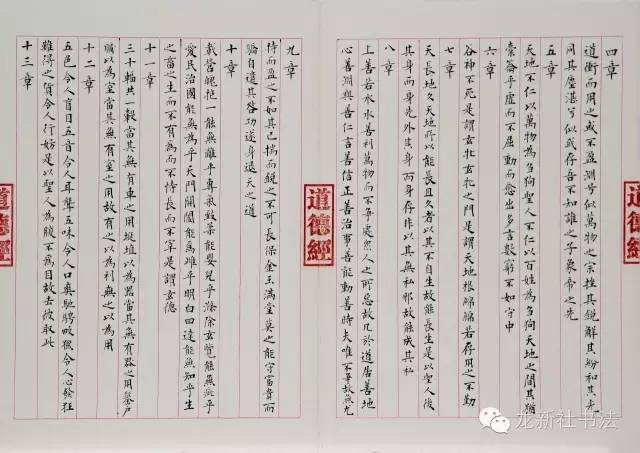 道德經
四章
道衝而用之或不盈淵兮似萬物之宗挫其銳解其紛和其光
同其塵湛兮似或存吾不知誰之子象帝之先
五章
天地不仁以萬物為芻狗聖人不仁以百姓為芻狗天地之間其猶
橐籥乎虛而不屈動而愈出多言數窮不如守中
六章
谷神不死是謂玄牝玄牝之門是謂天地根綿綿若存用之不勤
七章
天長地久天地所以能長且久者以其不自生故能長生是以聖人後
其身而身先外其身而身存非以其無私邪故能成其私
八章
上善若水水善利萬物而不爭處眾人之所惡故几於道居善地
心善淵與善仁言善信正善治事善能動善時夫唯不爭故無尤
道德經
九章
持而盈之不如其已揣而銳之不可長保金玉滿堂莫之能守富貴而
驕自遺其咎功遂身退天之道
十章
載營魄抱一能無離乎專氣致柔能嬰兒乎滌除玄覽能無疵乎
愛民治國能無為乎天門開闔能為雌乎明白四達能無知乎生
之畜之生而不有為而不恃長而不宰是謂玄德
十一章
三十輻共一轂當其無有車之用埏埴以為器當其無有器之用鑿戶
牖以為室當其無有室之用故有之以為利無之以為用
十二章
五色令人盲目五音令人耳聾五味令人口爽馳騁畋獵令人心發狂
難得之貨令人行妨是以聖人為腹不為目故去彼取此
十三章
道德經
龙新社书法